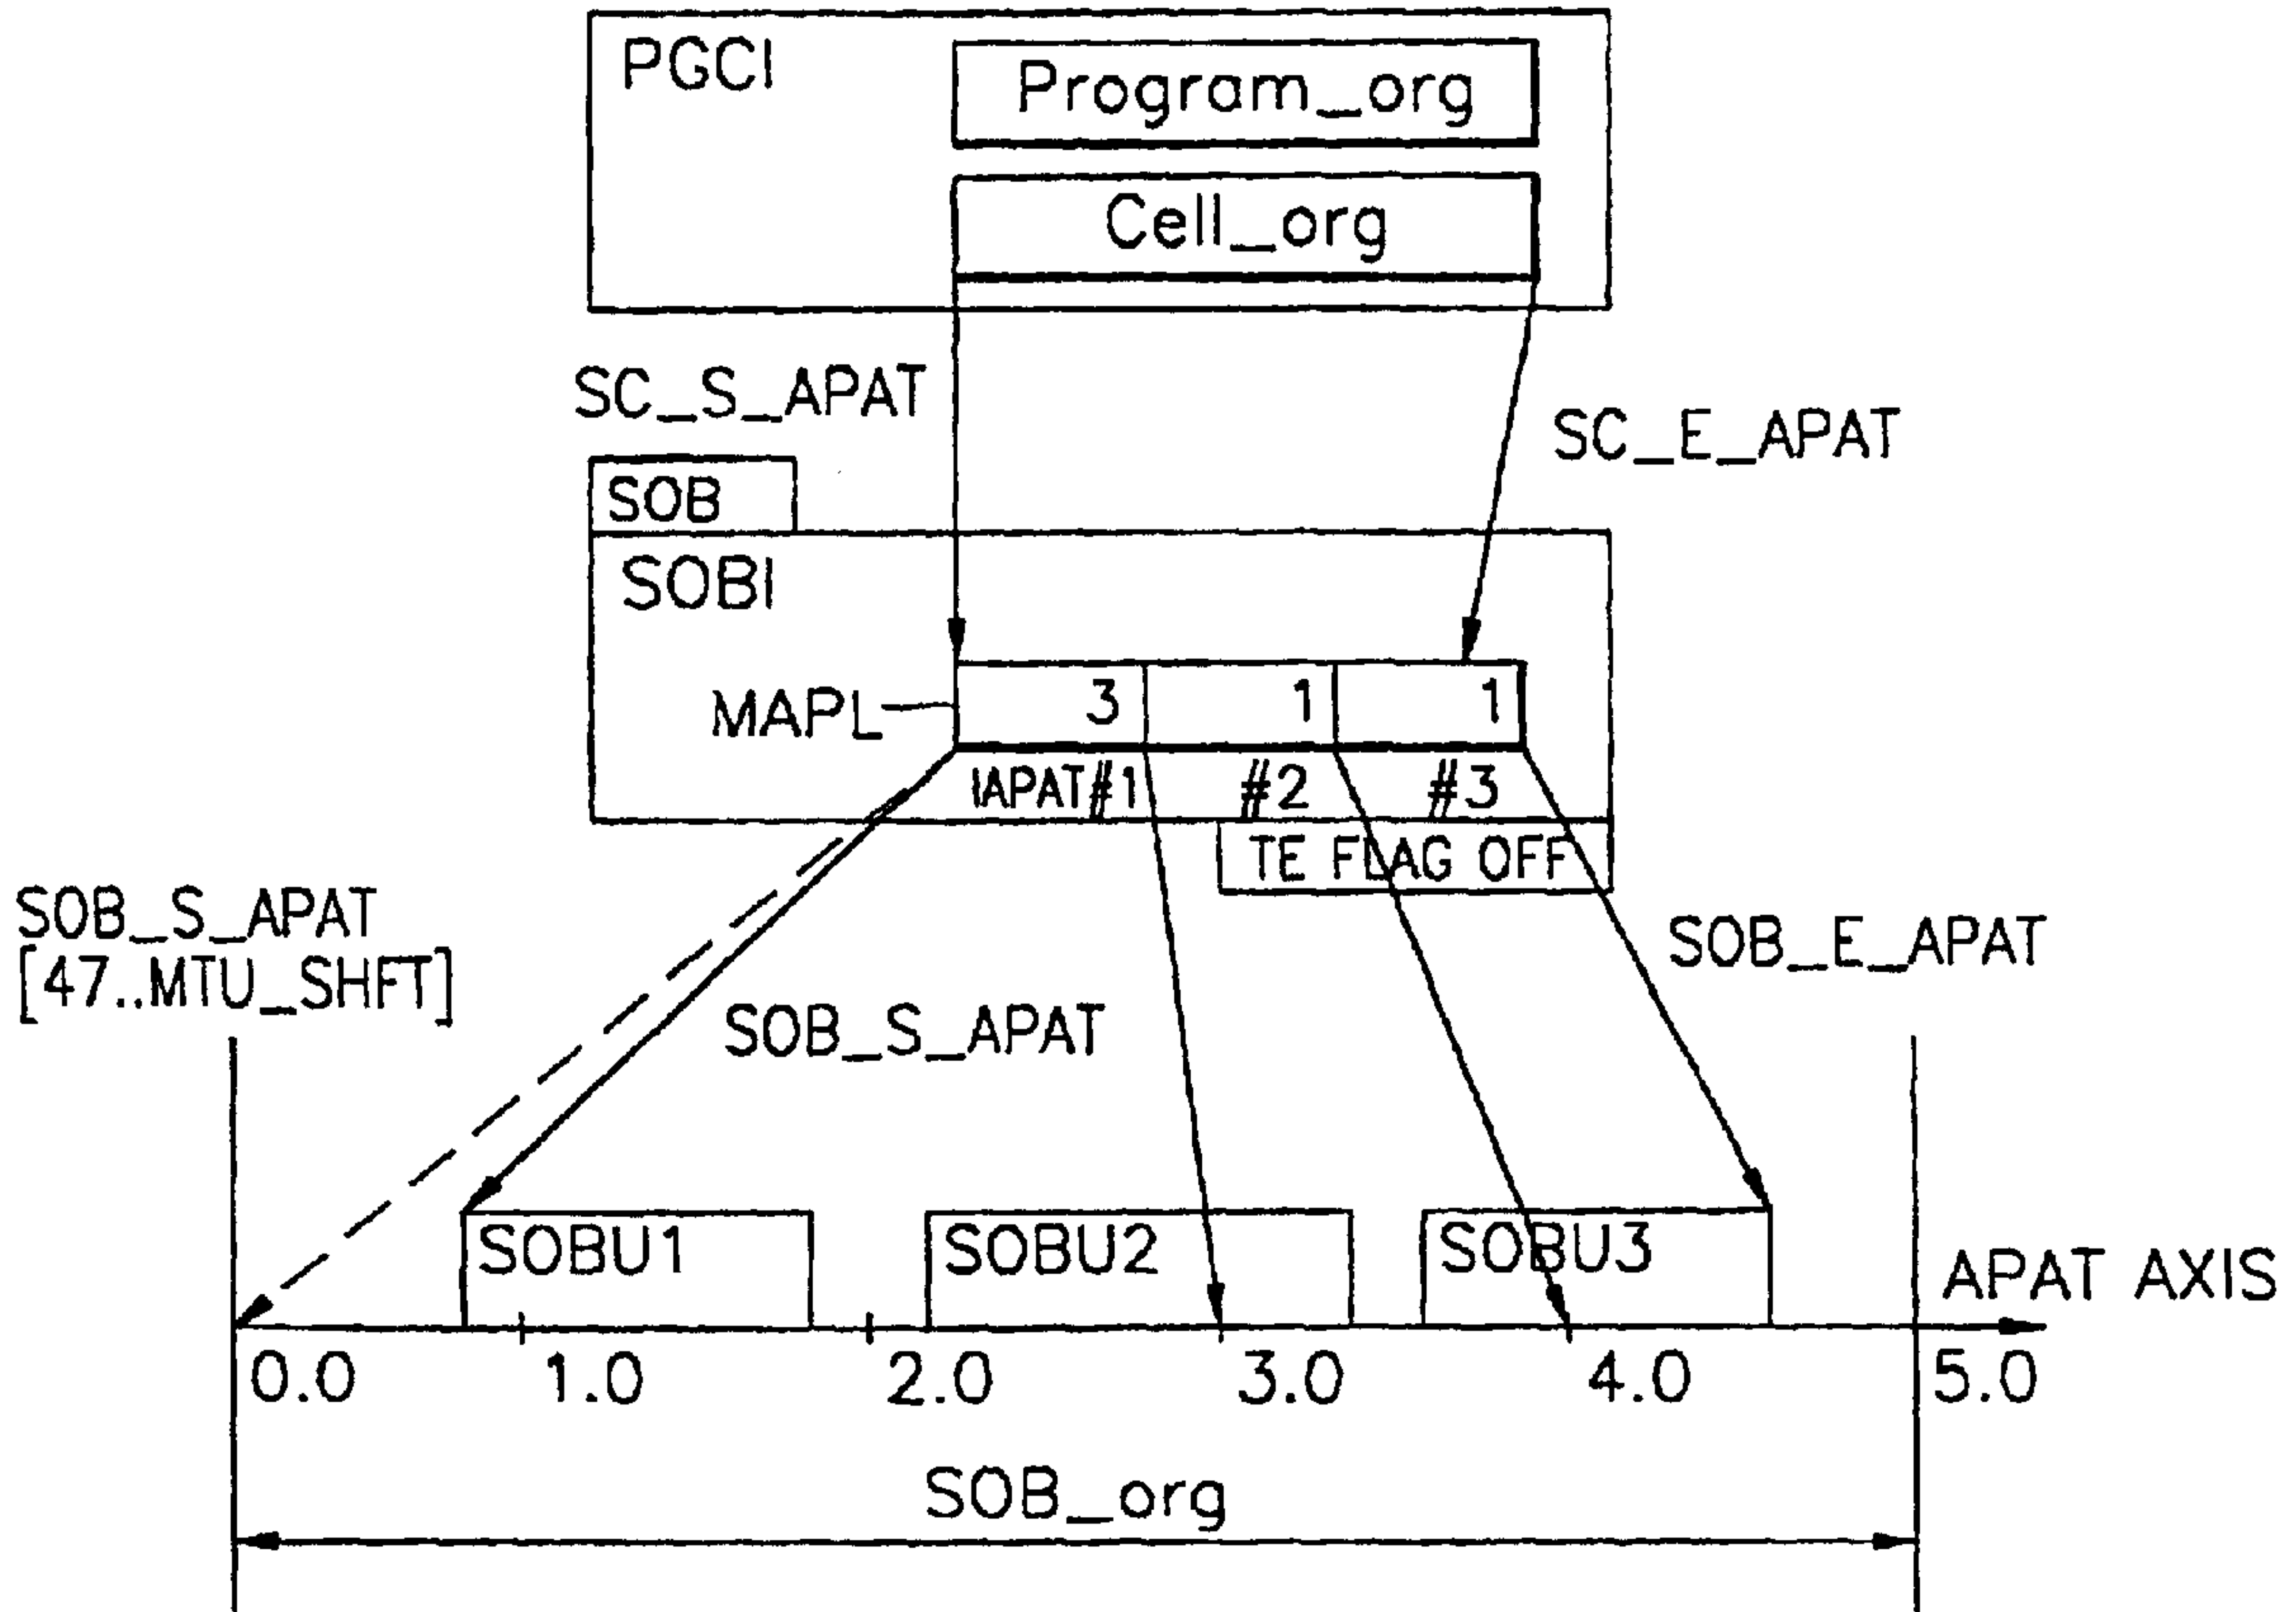 PGCI
Program_org
Cell_org
SC_S_APAT
SC_E_APAT
SOB
SOBI
MAPL
3 1 1
IAPAT#1 #2 #3
TE FLAG OFF
SOB_S_APAT
[47..MTU_SHFT]
SOB_E_APAT
SOB_S_APAT
SOBU1 SOBU2 SOBU3
APAT AXIS
0.0 1.0 2.0 3.0 4.0 5.0
SOB_org